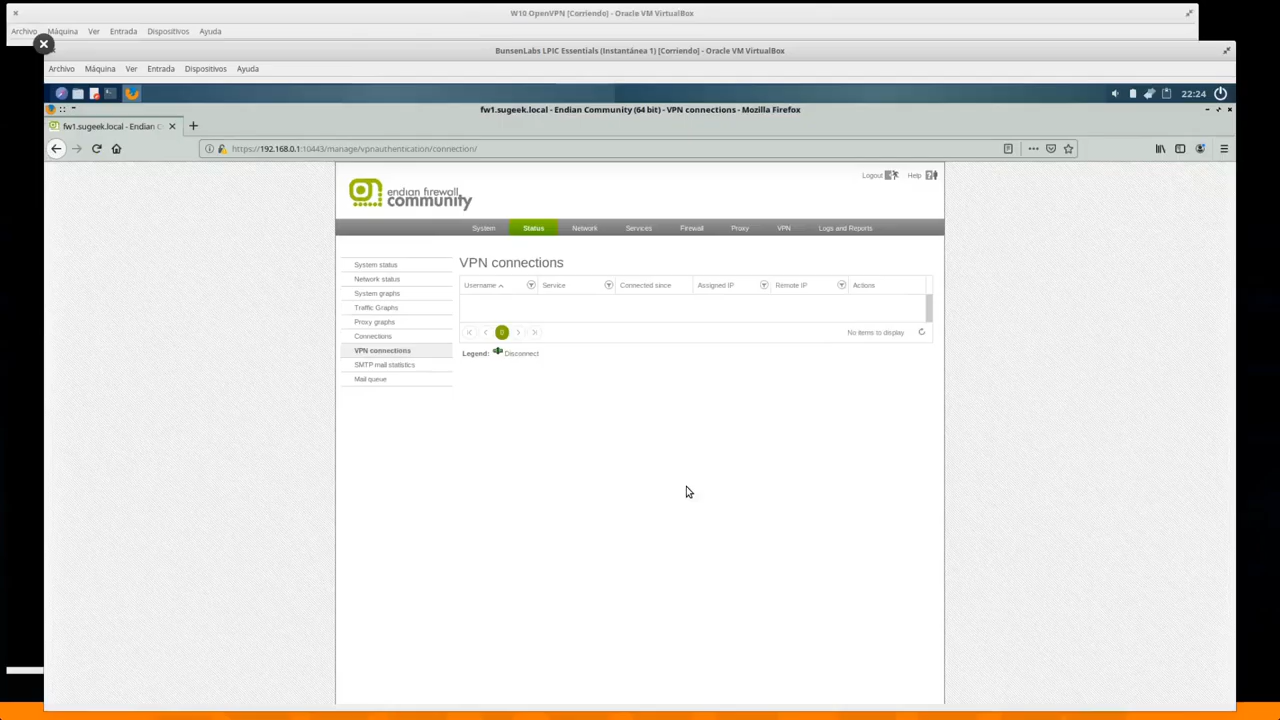 W10 OpenVPN [Corriendo] - Oracle VM VirtualBox
Archivo Máquina Ver Entrada Dispositivos Ayuda
BunsenLabs LPIC Essentials (Instantánea 1) [Corriendo] - Oracle VM VirtualBox
Archivo Máquina Ver Entrada Dispositivos Ayuda
22:24
fw1.sugeek.local - Endian Community (64 bit) - VPN connections - Mozilla Firefox
fw1.sugeek.local - Endian C
https://192.168.0.1:10443/manage/vpnauthentication/connection/
Logout Help
endian firewall
community
System Status Network Services Firewall Proxy VPN Logs and Reports
System status
Network status
System graphs
Traffic Graphs
Proxy graphs
Connections
VPN connections
SMTP mail statistics
Mail queue
VPN connections
Username Service Connected since Assigned IP Remote IP Actions
0 No items to display
Legend: Disconnect